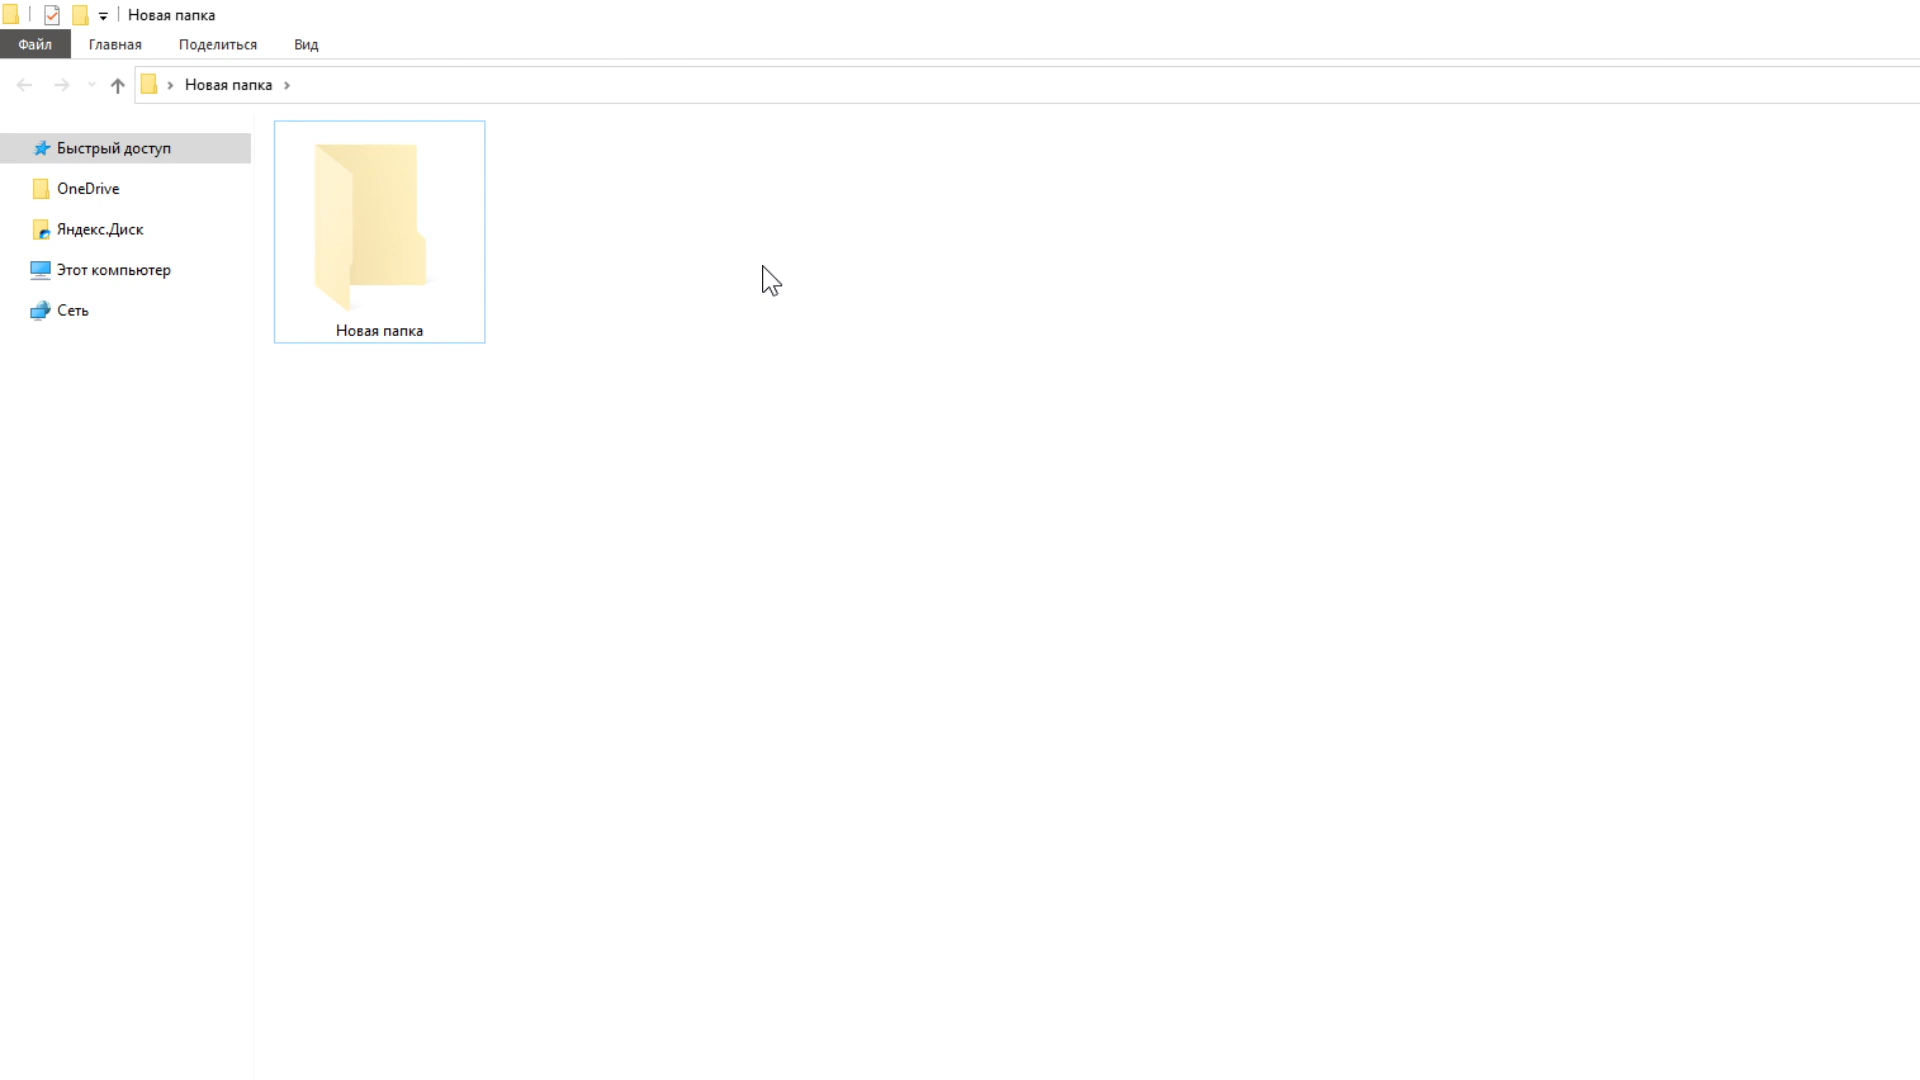 Новая папка
Файл Главная Поделиться Вид
Новая папка
Быстрый доступ
OneDrive
Яндекс.Диск
Этот компьютер
Сеть
Новая папка